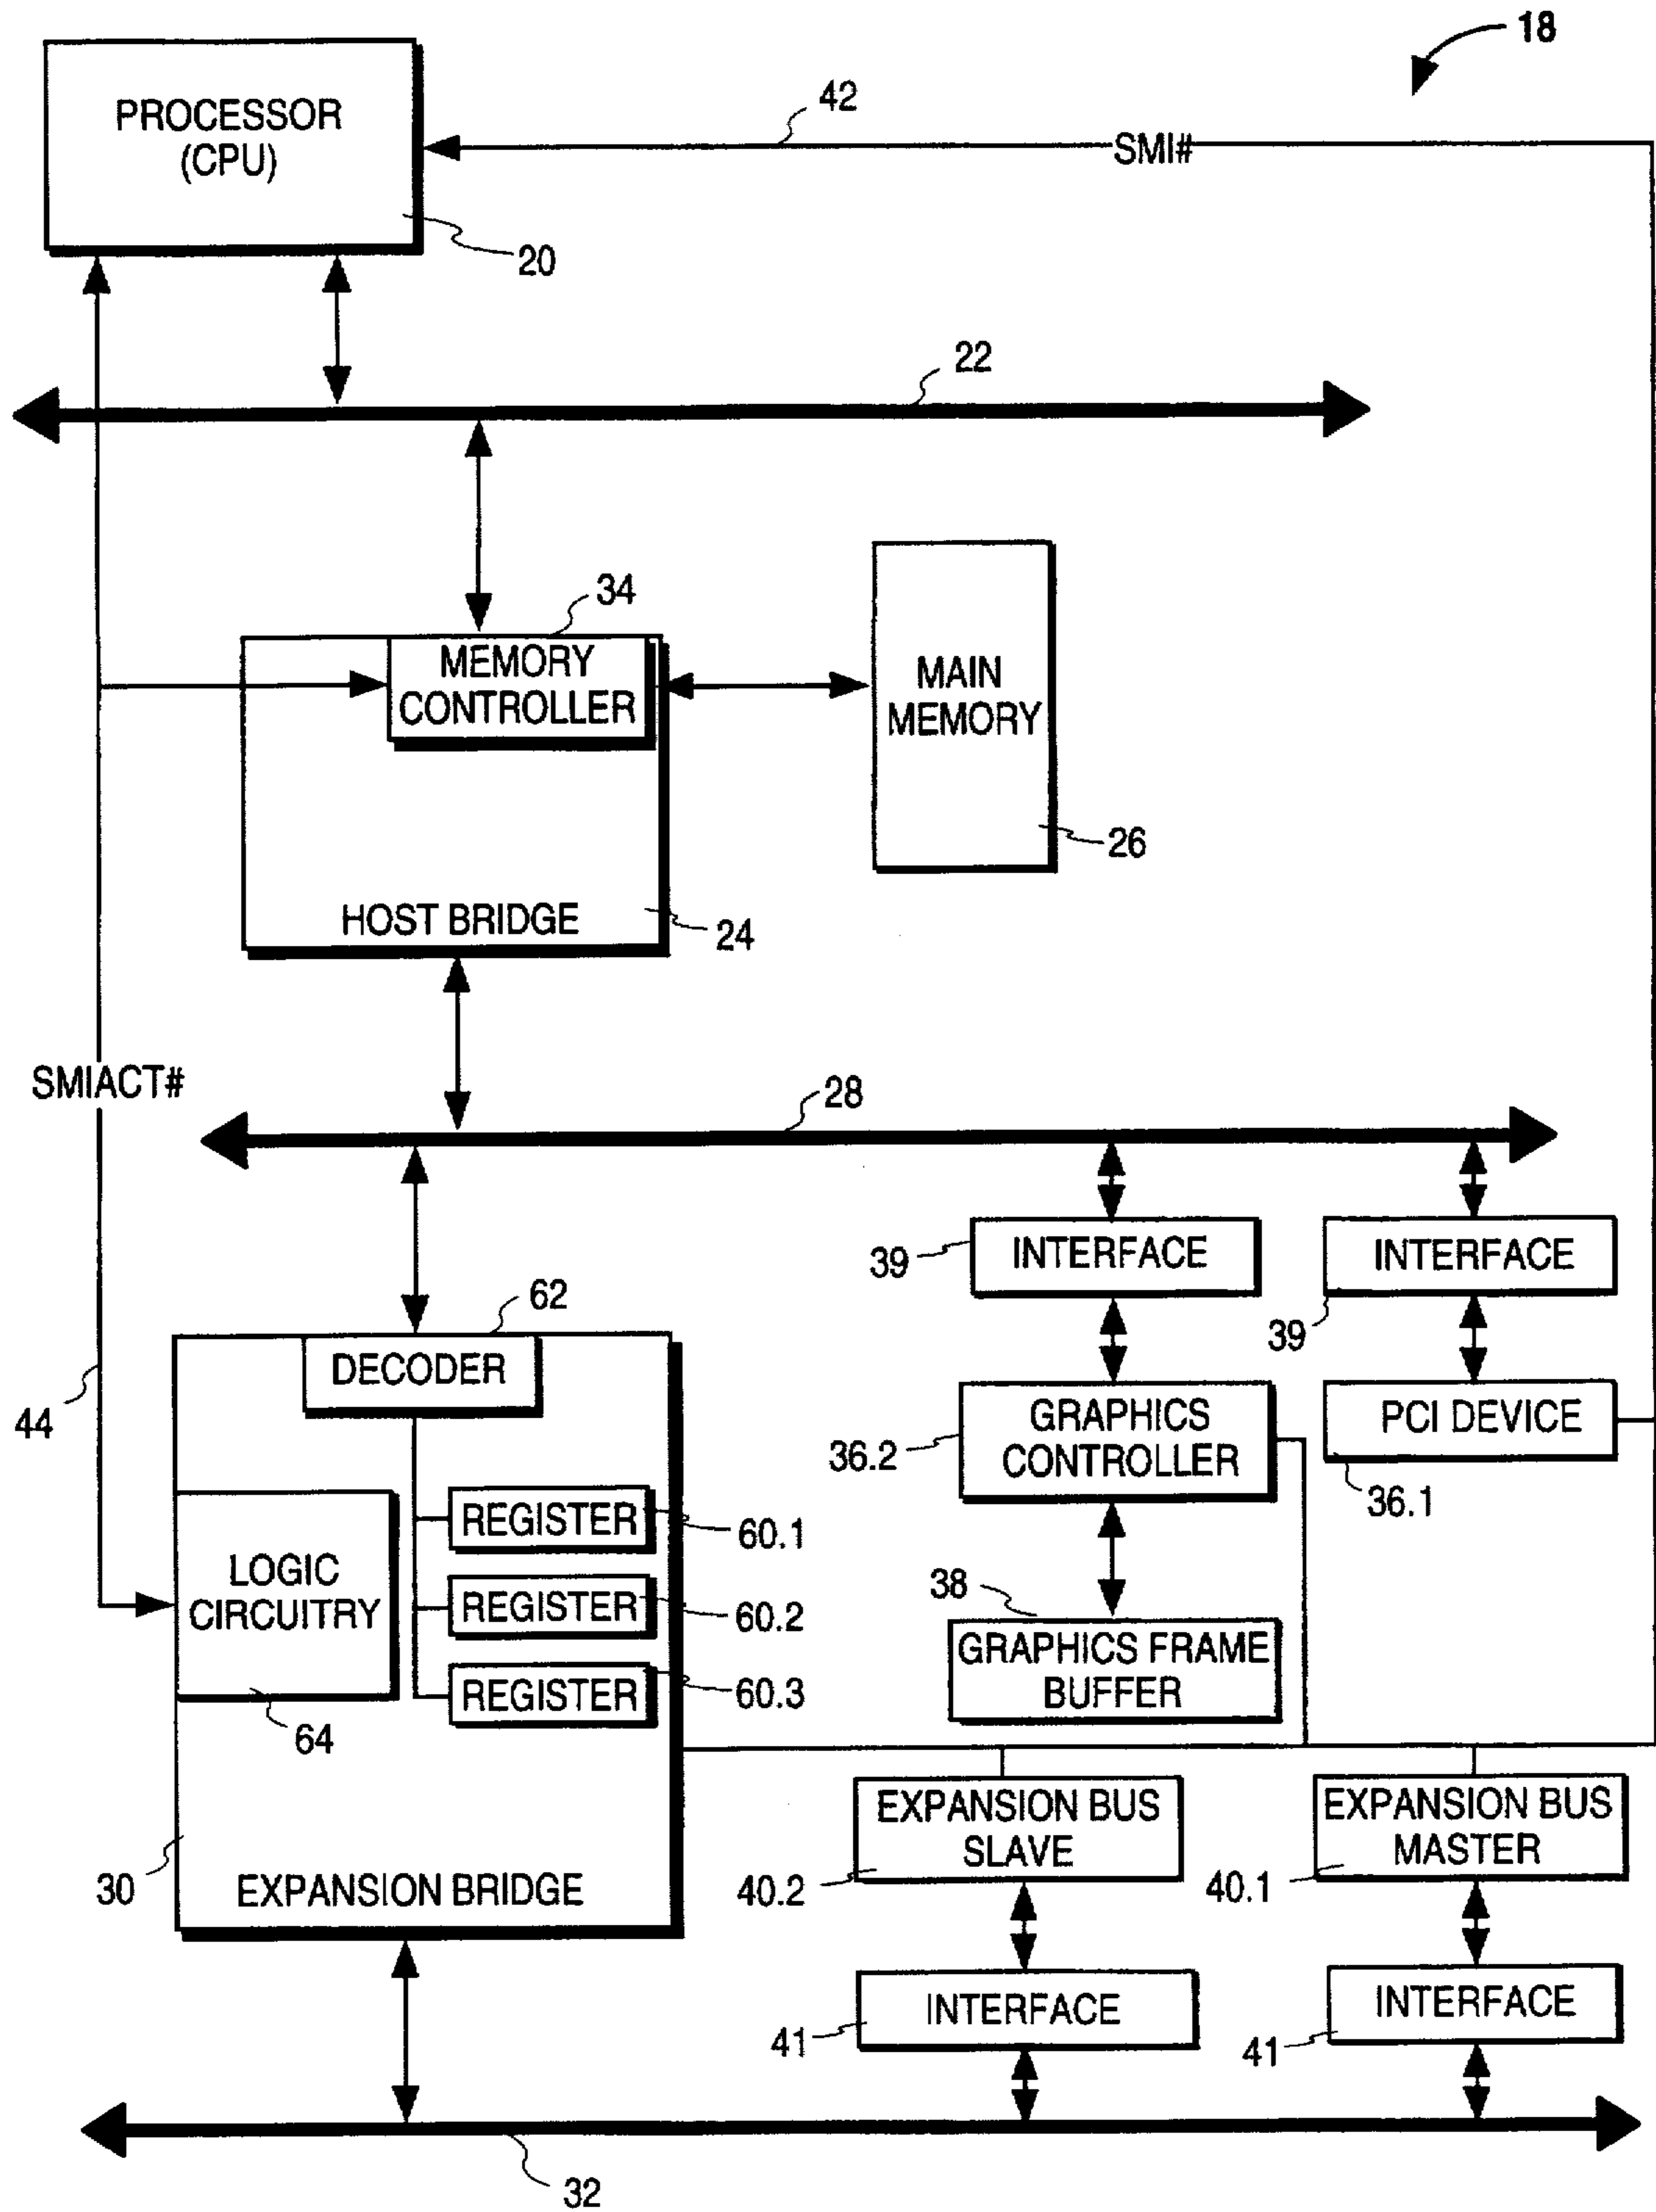 18
PROCESSOR
(CPU)
42
SMI#
20
22
34
MEMORY
CONTROLLER
MAIN
MEMORY
26
HOST BRIDGE
24
SMIACT#
28
39
INTERFACE
INTERFACE
39
62
DECODER
44
GRAPHICS
CONTROLLER
36.2
PCI DEVICE
36.1
REGISTER
60.1
LOGIC
CIRCUITRY
REGISTER
60.2
38
GRAPHICS FRAME
BUFFER
REGISTER
60.3
64
EXPANSION BUS
SLAVE
40.2
EXPANSION BUS
MASTER
40.1
30
EXPANSION BRIDGE
INTERFACE
41
INTERFACE
41
32